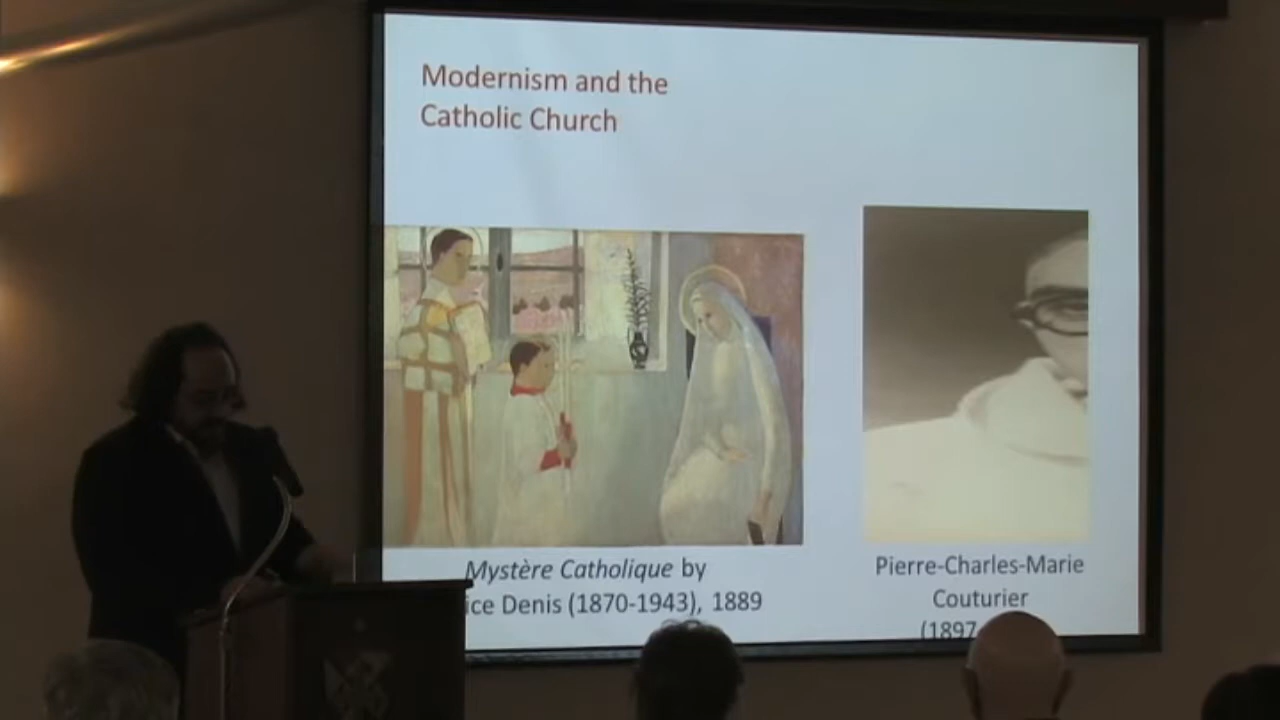 Modernism and the
Catholic Church
Mystère Catholique by
ice Denis (1870-1943), 1889
Pierre-Charles-Marie
Couturier
(1897